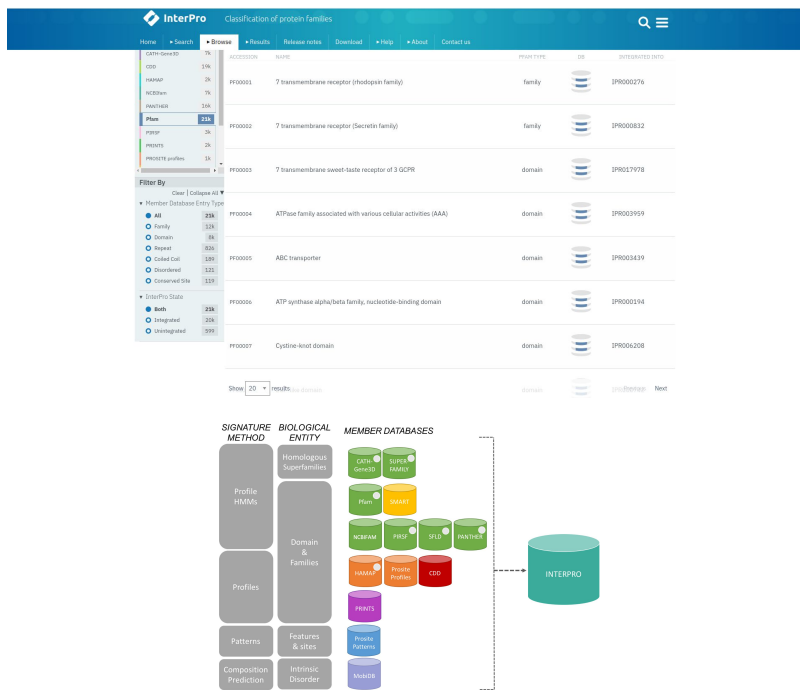 InterPro Classification of protein families
Home ▸ Search ▸ Browse ▸ Results Release notes Download ▸ Help ▸ About Contact us
CATH-Gene3D 7k
CDD 19k
HAMAP 2k
NCBIfam 7k
PANTHER 16k
Pfam 21k
PIRSF 3k
PRINTS 2k
PROSITE profiles 1k
Filter By
Clear | Collapse All ▼
▾ Member Database Entry Type
All 21k
Family 12k
Domain 8k
Repeat 826
Coiled Coil 189
Disordered 121
Conserved Site 119
▾ InterPro State
Both 21k
Integrated 20k
Unintegrated 599
ACCESSION NAME PFAM TYPE DB INTEGRATED INTO
PF00001 7 transmembrane receptor (rhodopsin family) family IPR000276
PF00002 7 transmembrane receptor (Secretin family) family IPR000832
PF00003 7 transmembrane sweet-taste receptor of 3 GCPR domain IPR017978
PF00004 ATPase family associated with various cellular activities (AAA) domain IPR003959
PF00005 ABC transporter domain IPR003439
PF00006 ATP synthase alpha/beta family, nucleotide-binding domain domain IPR000194
PF00007 Cystine-knot domain domain IPR006208
Show 20 results domain Previous Next
SIGNATURE METHOD
BIOLOGICAL ENTITY
MEMBER DATABASES
Profile HMMs
Profiles
Patterns
Composition Prediction
Homologous Superfamilies
Domain & Families
Features & sites
Intrinsic Disorder
CATH-Gene3D
SUPER FAMILY
Pfam
SMART
NCBIFAM
PIRSF
SFLD
PANTHER
HAMAP
Prosite Profiles
CDD
PRINTS
Prosite Patterns
MobiDB
INTERPRO